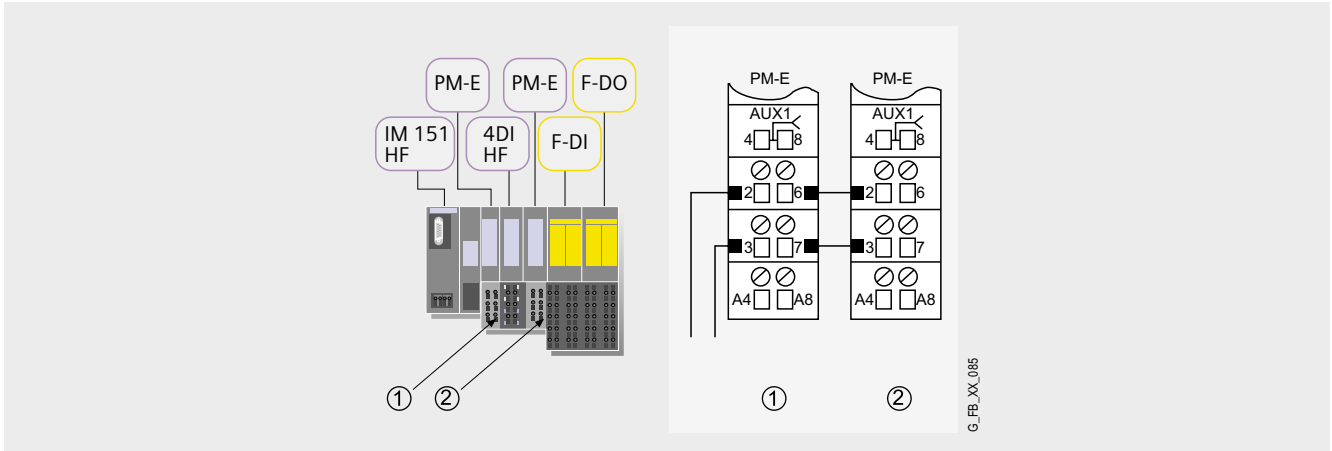 PM-E PM-E F-DO
IM 151
HF
4DI
HF
F-DI
① ②
PM-E PM-E
AUX1 AUX1
4 8 4 8
2 6 2 6
3 7 3 7
A4 A8 A4 A8
① ②
G_FB_XX_085